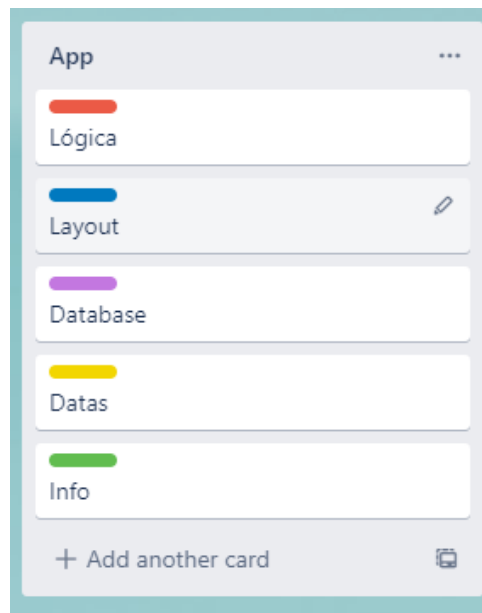 App
Lógica
Layout
Database
Datas
Info
+ Add another card